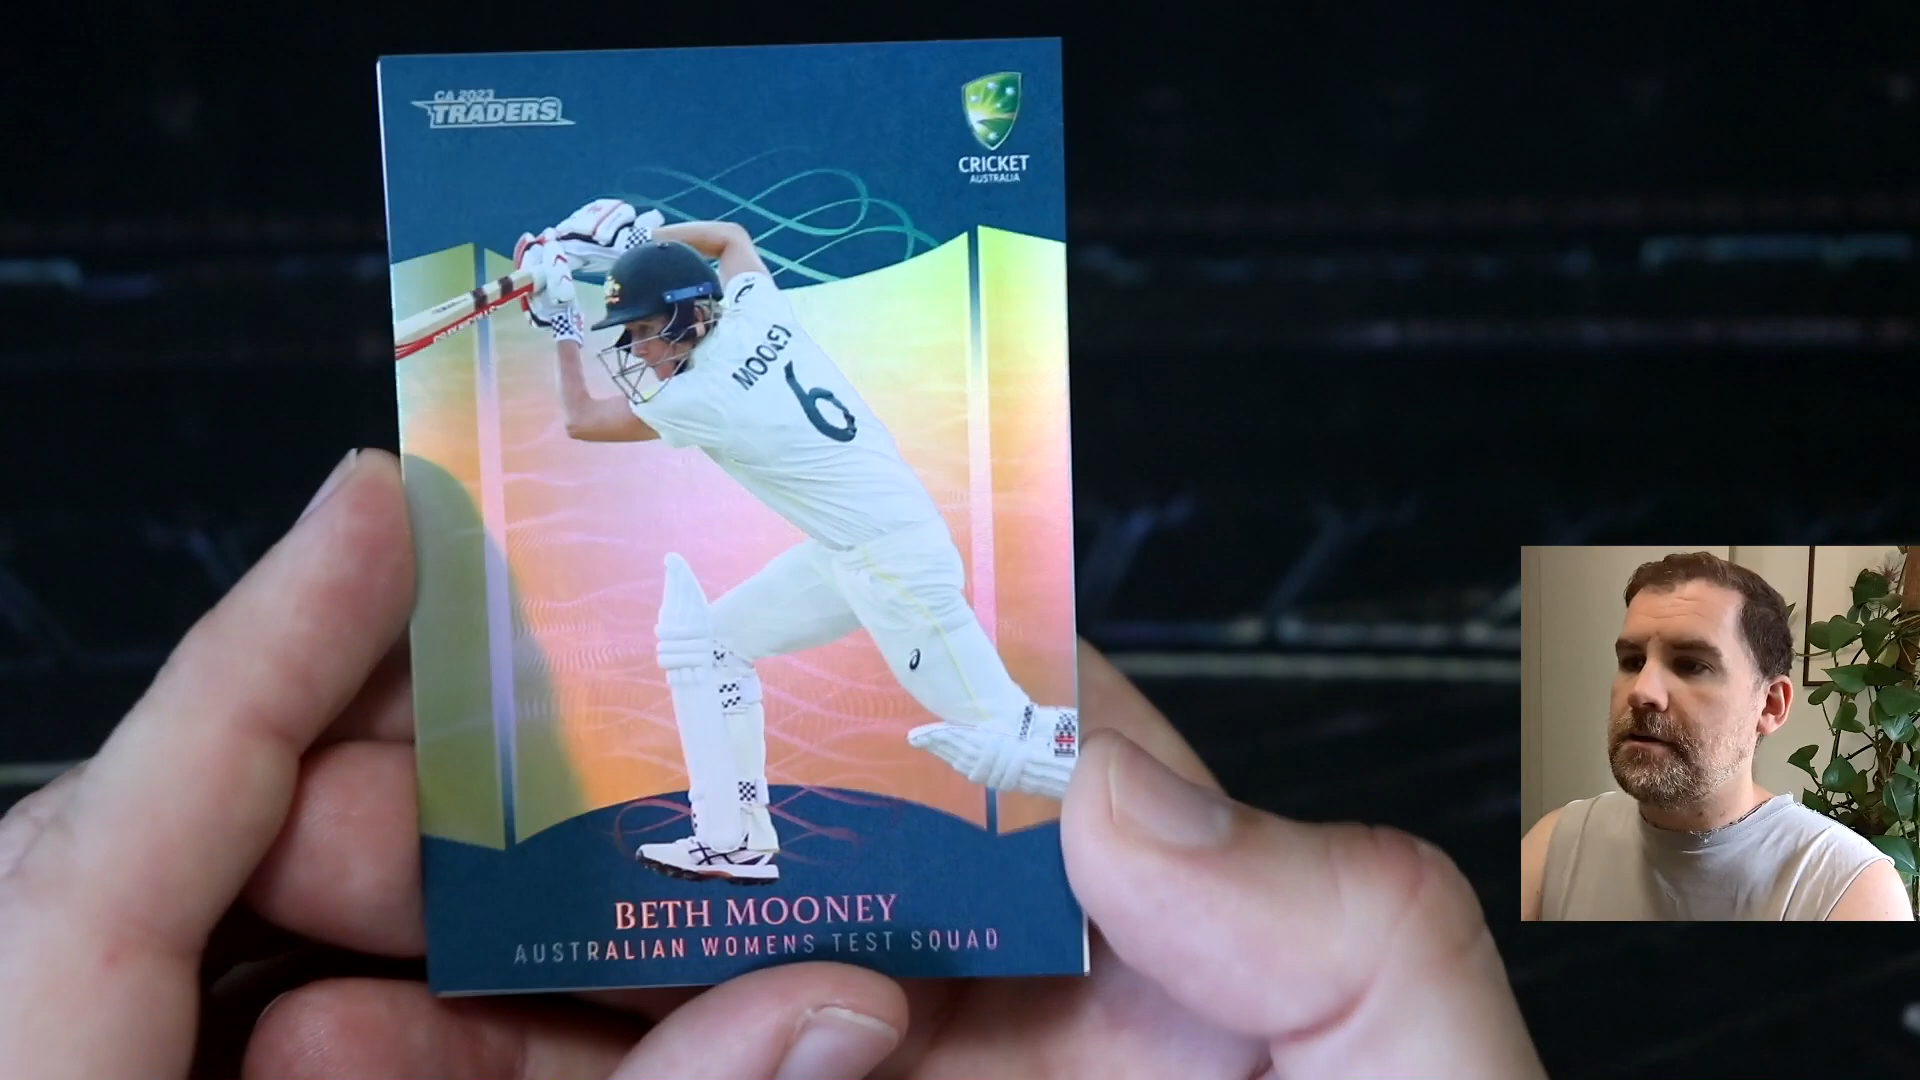 CA 2023
TRADERS
CRICKET
AUSTRALIA
MOONEY
6
BETH MOONEY
AUSTRALIAN WOMENS TEST SQUAD